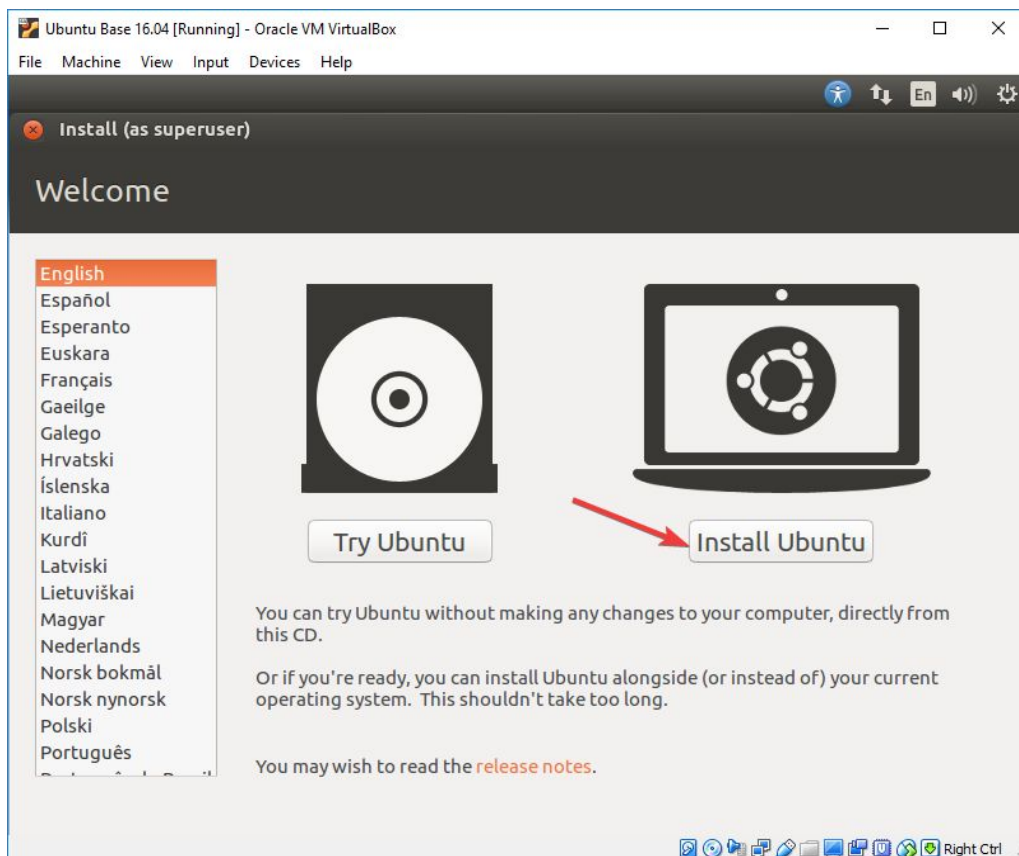 Ubuntu Base 16.04 [Running] - Oracle VM VirtualBox
File Machine View Input Devices Help
En
Install (as superuser)
Welcome
English
Español
Esperanto
Euskara
Français
Gaeilge
Galego
Hrvatski
Íslenska
Italiano
Kurdî
Latviski
Lietuviškai
Magyar
Nederlands
Norsk bokmål
Norsk nynorsk
Polski
Português
Try Ubuntu
Install Ubuntu
You can try Ubuntu without making any changes to your computer, directly from
this CD.
Or if you're ready, you can install Ubuntu alongside (or instead of) your current
operating system. This shouldn't take too long.
You may wish to read the release notes.
Right Ctrl